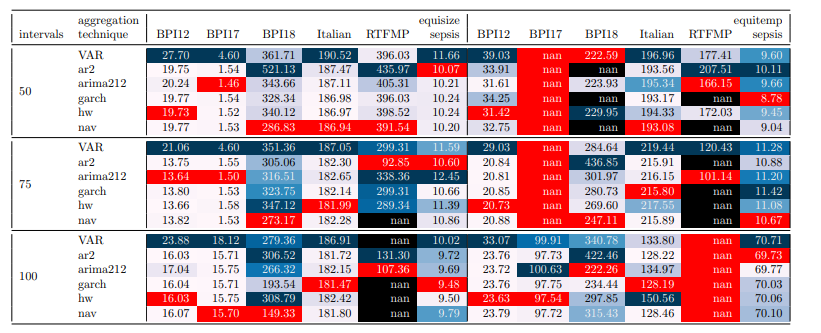 aggregation equisize equitemp
intervals technique BPI12 BPI17 BPI18 Italian RTFMP sepsis BPI12 BPI17 BPI18 Italian RTFMP sepsis
VAR 27.70 4.60 361.71 190.52 396.03 11.66 39.03 nan 222.59 196.96 177.41 9.60
ar2 19.75 1.54 521.13 187.47 435.97 10.07 33.91 nan nan 193.56 207.51 10.11
arima212 20.24 1.46 343.66 187.11 405.31 10.21 31.61 nan 223.93 195.34 166.15 9.66
50 garch 19.77 1.54 328.34 186.98 396.03 10.24 34.25 nan nan 193.17 nan 8.78
hw 19.73 1.52 340.12 186.97 398.52 10.24 31.42 nan 229.95 194.33 172.03 9.45
nav 19.77 1.53 286.83 186.94 391.54 10.20 32.75 nan nan 193.08 nan 9.04
VAR 21.06 4.60 351.36 187.05 299.31 11.59 29.03 nan 284.64 219.44 120.43 11.28
ar2 13.75 1.55 305.06 182.30 92.85 10.60 20.84 nan 436.85 215.91 nan 10.88
arima212 13.64 1.50 316.51 182.65 338.36 12.45 20.81 nan 301.97 216.15 101.14 11.20
75 garch 13.80 1.53 323.75 182.14 299.31 10.66 20.85 nan 280.73 215.80 nan 11.42
hw 13.66 1.58 347.12 181.99 289.34 11.39 20.73 nan 269.60 217.55 nan 11.08
nav 13.82 1.53 273.17 182.28 nan 10.86 20.88 nan 247.11 215.89 nan 10.67
VAR 23.88 18.12 279.36 186.91 nan 10.02 33.07 99.91 340.78 133.80 nan 70.71
ar2 16.03 15.71 306.52 181.72 131.30 9.72 23.76 97.73 422.46 128.22 nan 69.73
arima212 17.04 15.75 266.32 182.15 107.36 9.69 23.72 100.63 222.26 134.97 nan 69.77
100 garch 16.04 15.71 193.54 181.47 nan 9.48 23.76 97.75 234.44 128.19 nan 70.03
hw 16.03 15.75 308.79 182.42 nan 9.50 23.63 97.54 297.85 150.56 nan 70.06
nav 16.07 15.70 149.33 181.80 nan 9.79 23.79 97.72 315.43 128.46 nan 70.10